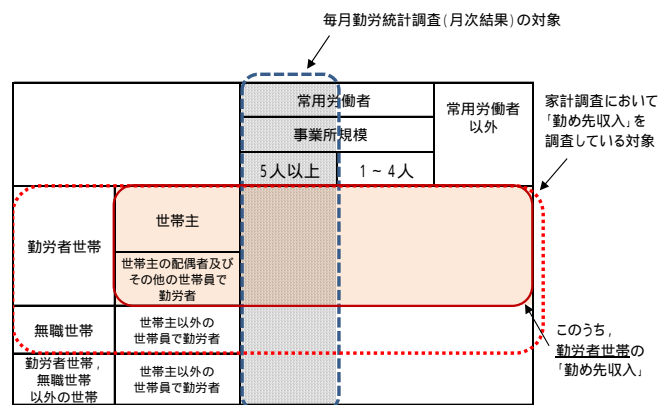 毎月勤労統計調査(月次結果)の対象
常用労働者
常用労働者
以外
事業所規模
5人以上
1~4人
家計調査において
「勤め先収入」を
調査している対象
勤労者世帯
世帯主
世帯主の配偶者及び
その他の世帯員で
勤労者
無職世帯
世帯主以外の
世帯員で勤労者
勤労者世帯,
無職世帯
以外の世帯
世帯主以外の
世帯員で勤労者
このうち,
勤労者世帯の
「勤め先収入」